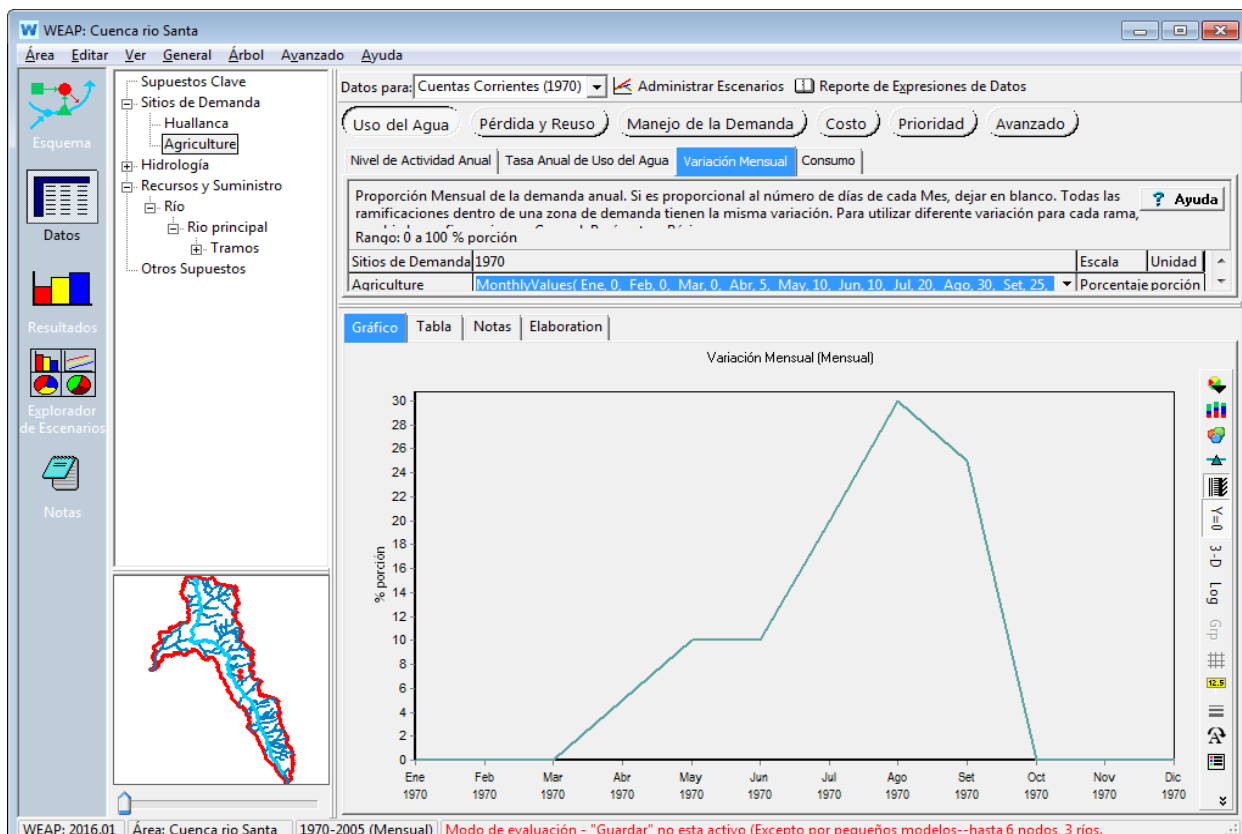 WEAP: Cuenca rio Santa
Área Editar Ver General Árbol Avanzado Ayuda
Esquema
Datos
Resultados
Explorador
de Escenarios
Notas
Supuestos Clave
Sitios de Demanda
Huallanca
Agriculture
Hidrología
Recursos y Suministro
Río
Rio principal
Tramos
Otros Supuestos
Datos para: Cuentas Corrientes (1970) Administrar Escenarios Reporte de Expresiones de Datos
Uso del Agua Pérdida y Reuso Manejo de la Demanda Costo Prioridad Avanzado
Nivel de Actividad Anual Tasa Anual de Uso del Agua Variación Mensual Consumo
Proporción Mensual de la demanda anual. Si es proporcional al número de días de cada Mes, dejar en blanco. Todas las
ramificaciones dentro de una zona de demanda tienen la misma variación. Para utilizar diferente variación para cada rama,
? Ayuda
Rango: 0 a 100 % porción
Sitios de Demanda 1970 Escala Unidad
Agriculture MonthlyValues( Ene, 0, Feb, 0, Mar, 0, Abr, 5, May, 10, Jun, 10, Jul, 20, Ago, 30, Set, 25, Porcentaje porción
Gráfico Tabla Notas Elaboration
Variación Mensual (Mensual)
% porción
30
28
26
24
22
20
18
16
14
12
10
8
6
4
2
0
Ene Feb Mar Abr May Jun Jul Ago Set Oct Nov Dic
1970 1970 1970 1970 1970 1970 1970 1970 1970 1970 1970 1970
Y=0
3-D
Log
Grp
12.5
A
WEAP: 2016.01 Área: Cuenca rio Santa 1970-2005 (Mensual) Modo de evaluación - "Guardar" no esta activo (Excepto por pequeños modelos--hasta 6 nodos, 3 ríos,